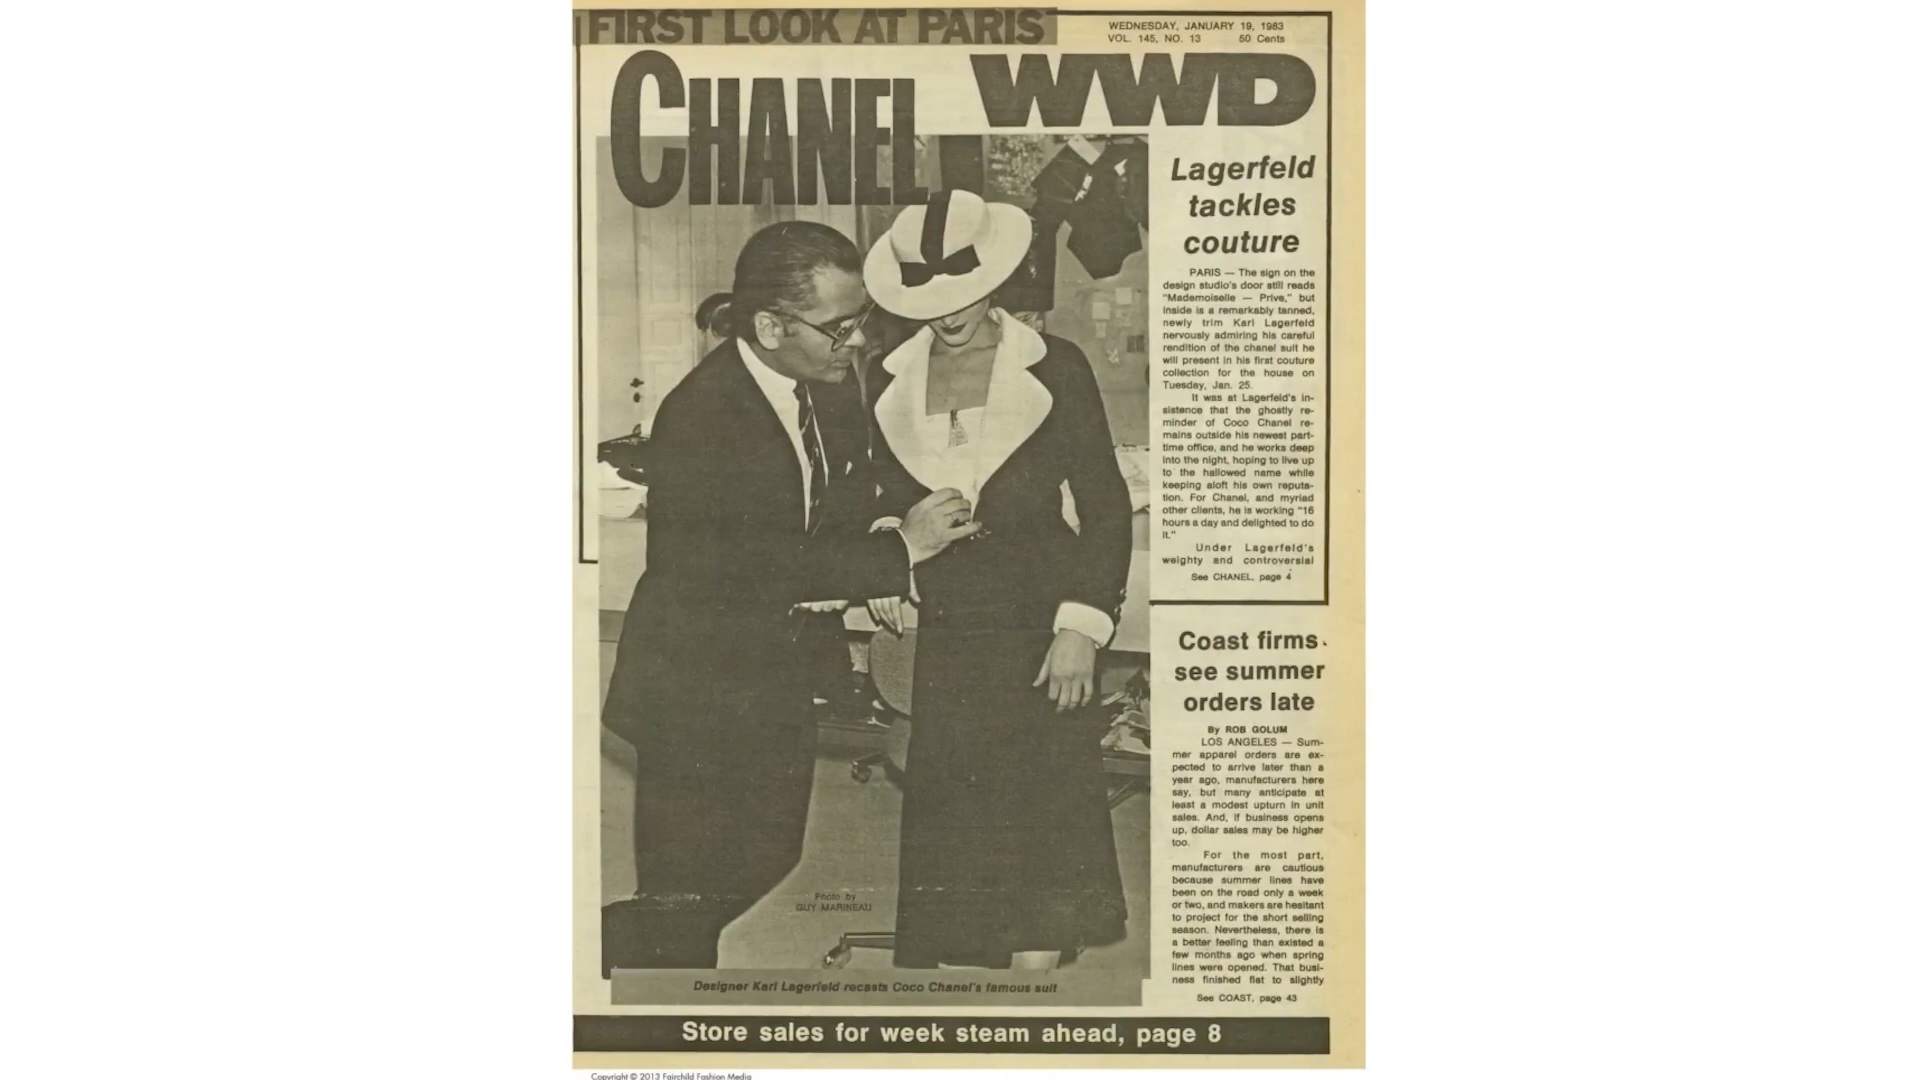 FIRST LOOK AT PARIS
WEDNESDAY, JANUARY 19, 1983
VOL. 145, NO. 13 50 Cents
CHANEL
WWD
Lagerfeld
tackles
couture
PARIS — The sign on the
design studio's door still reads
"Mademoiselle — Prive," but
inside is a remarkably tanned,
newly trim Karl Lagerfeld
nervously admiring his careful
rendition of the chanel suit he
will present in his first couture
collection for the house on
Tuesday, Jan. 25.
It was at Lagerfeld's in-
sistence that the ghostly re-
minder of Coco Chanel re-
mains outside his newest part-
time office, and he works deep
into the night, hoping to live up
to the hallowed name while
keeping aloft his own reputa-
tion. For Chanel, and myriad
other clients, he is working "16
hours a day and delighted to do
it."
Under Lagerfeld's
weighty and controversial
See CHANEL, page 4
Coast firms
see summer
orders late
By ROB GOLUM
LOS ANGELES — Sum-
mer apparel orders are ex-
pected to arrive later than a
year ago, manufacturers here
say, but many anticipate at
least a modest upturn in unit
sales. And, if business opens
up, dollar sales may be higher
too.
For the most part,
manufacturers are cautious
because summer lines have
been on the road only a week
or two, and makers are hesitant
to project for the short selling
season. Nevertheless, there is
a better feeling than existed a
few months ago when spring
lines were opened. That busi-
ness finished flat to slightly
See COAST, page 43
Photo by
GUY MARINEAU
Designer Karl Lagerfeld recasts Coco Chanel's famous suit
Store sales for week steam ahead, page 8
Copyright © 2013 Fairchild Fashion Media